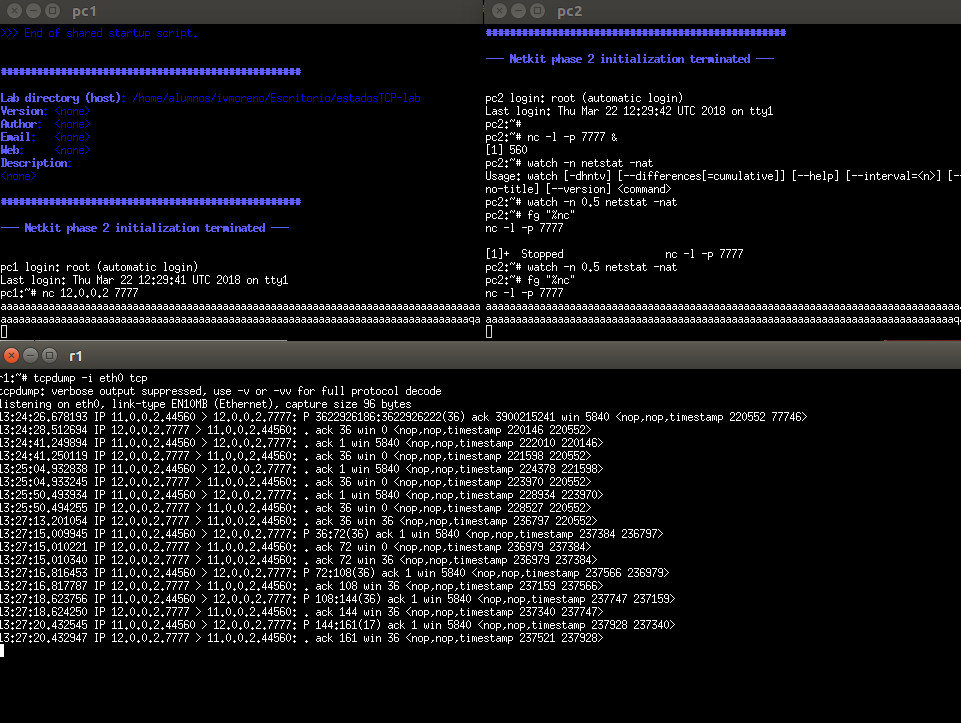 pc1
>>> End of shared startup script.
##################################################
Lab directory (host): /home/alumnos/ivmoreno/Escritorio/estadosTCP-lab
Version: <none>
Author: <none>
Email: <none>
Web: <none>
Description:
<none>
##################################################
--- Netkit phase 2 initialization terminated ---
pc1 login: root (automatic login)
Last login: Thu Mar 22 12:29:41 UTC 2018 on tty1
pc1:~# nc 12.0.0.2 7777
aaaaaaaaaaaaaaaaaaaaaaaaaaaaaaaaaaaaaaaaaaaaaaaaaaaaaaaaaaaaaaaaaaaaaaaaaaaaaaaa
aaaaaaaaaaaaaaaaaaaaaaaaaaaaaaaaaaaaaaaaaaaaaaaaaaaaaaaaaaaaaaaaaaaaaaaaaaaaaaqa
pc2
##################################################
--- Netkit phase 2 initialization terminated ---
pc2 login: root (automatic login)
Last login: Thu Mar 22 12:29:42 UTC 2018 on tty1
pc2:~#
pc2:~# nc -l -p 7777 &
[1] 560
pc2:~# watch -n netstat -nat
Usage: watch [-dhntv] [--differences[=cumulative]] [--help] [--interval=<n>] [--
no-title] [--version] <command>
pc2:~# watch -n 0.5 netstat -nat
pc2:~# fg "%nc"
nc -l -p 7777
[1]+  Stopped                 nc -l -p 7777
pc2:~# watch -n 0.5 netstat -nat
pc2:~# fg "%nc"
nc -l -p 7777
aaaaaaaaaaaaaaaaaaaaaaaaaaaaaaaaaaaaaaaaaaaaaaaaaaaaaaaaaaaaaaaaaaaaaaaaaaaaaaaa
aaaaaaaaaaaaaaaaaaaaaaaaaaaaaaaaaaaaaaaaaaaaaaaaaaaaaaaaaaaaaaaaaaaaaaaaaaaaaaqa
r1
r1:~# tcpdump -i eth0 tcp
tcpdump: verbose output suppressed, use -v or -vv for full protocol decode
listening on eth0, link-type EN10MB (Ethernet), capture size 96 bytes
13:24:26.678193 IP 11.0.0.2.44560 > 12.0.0.2.7777: P 3622926186:3622926222(36) ack 3900215241 win 5840 <nop,nop,timestamp 220552 77746>
13:24:28.512694 IP 12.0.0.2.7777 > 11.0.0.2.44560: . ack 36 win 0 <nop,nop,timestamp 220146 220552>
13:24:41.249894 IP 11.0.0.2.44560 > 12.0.0.2.7777: . ack 1 win 5840 <nop,nop,timestamp 222010 220146>
13:24:41.250119 IP 12.0.0.2.7777 > 11.0.0.2.44560: . ack 36 win 0 <nop,nop,timestamp 221598 220552>
13:25:04.932838 IP 11.0.0.2.44560 > 12.0.0.2.7777: . ack 1 win 5840 <nop,nop,timestamp 224378 221598>
13:25:04.933245 IP 12.0.0.2.7777 > 11.0.0.2.44560: . ack 36 win 0 <nop,nop,timestamp 223970 220552>
13:25:50.493934 IP 11.0.0.2.44560 > 12.0.0.2.7777: . ack 1 win 5840 <nop,nop,timestamp 228934 223970>
13:25:50.494255 IP 12.0.0.2.7777 > 11.0.0.2.44560: . ack 36 win 0 <nop,nop,timestamp 228527 220552>
13:27:13.201054 IP 12.0.0.2.7777 > 11.0.0.2.44560: . ack 36 win 36 <nop,nop,timestamp 236797 220552>
13:27:15.009945 IP 11.0.0.2.44560 > 12.0.0.2.7777: P 36:72(36) ack 1 win 5840 <nop,nop,timestamp 237384 236797>
13:27:15.010221 IP 12.0.0.2.7777 > 11.0.0.2.44560: . ack 72 win 0 <nop,nop,timestamp 236979 237384>
13:27:15.010340 IP 12.0.0.2.7777 > 11.0.0.2.44560: . ack 72 win 36 <nop,nop,timestamp 236979 237384>
13:27:16.816453 IP 11.0.0.2.44560 > 12.0.0.2.7777: P 72:108(36) ack 1 win 5840 <nop,nop,timestamp 237566 236979>
13:27:16.817787 IP 12.0.0.2.7777 > 11.0.0.2.44560: . ack 108 win 36 <nop,nop,timestamp 237159 237566>
13:27:18.623756 IP 11.0.0.2.44560 > 12.0.0.2.7777: P 108:144(36) ack 1 win 5840 <nop,nop,timestamp 237747 237159>
13:27:18.624250 IP 12.0.0.2.7777 > 11.0.0.2.44560: . ack 144 win 36 <nop,nop,timestamp 237340 237747>
13:27:20.432545 IP 11.0.0.2.44560 > 12.0.0.2.7777: P 144:161(17) ack 1 win 5840 <nop,nop,timestamp 237928 237340>
13:27:20.432947 IP 12.0.0.2.7777 > 11.0.0.2.44560: . ack 161 win 36 <nop,nop,timestamp 237521 237928>